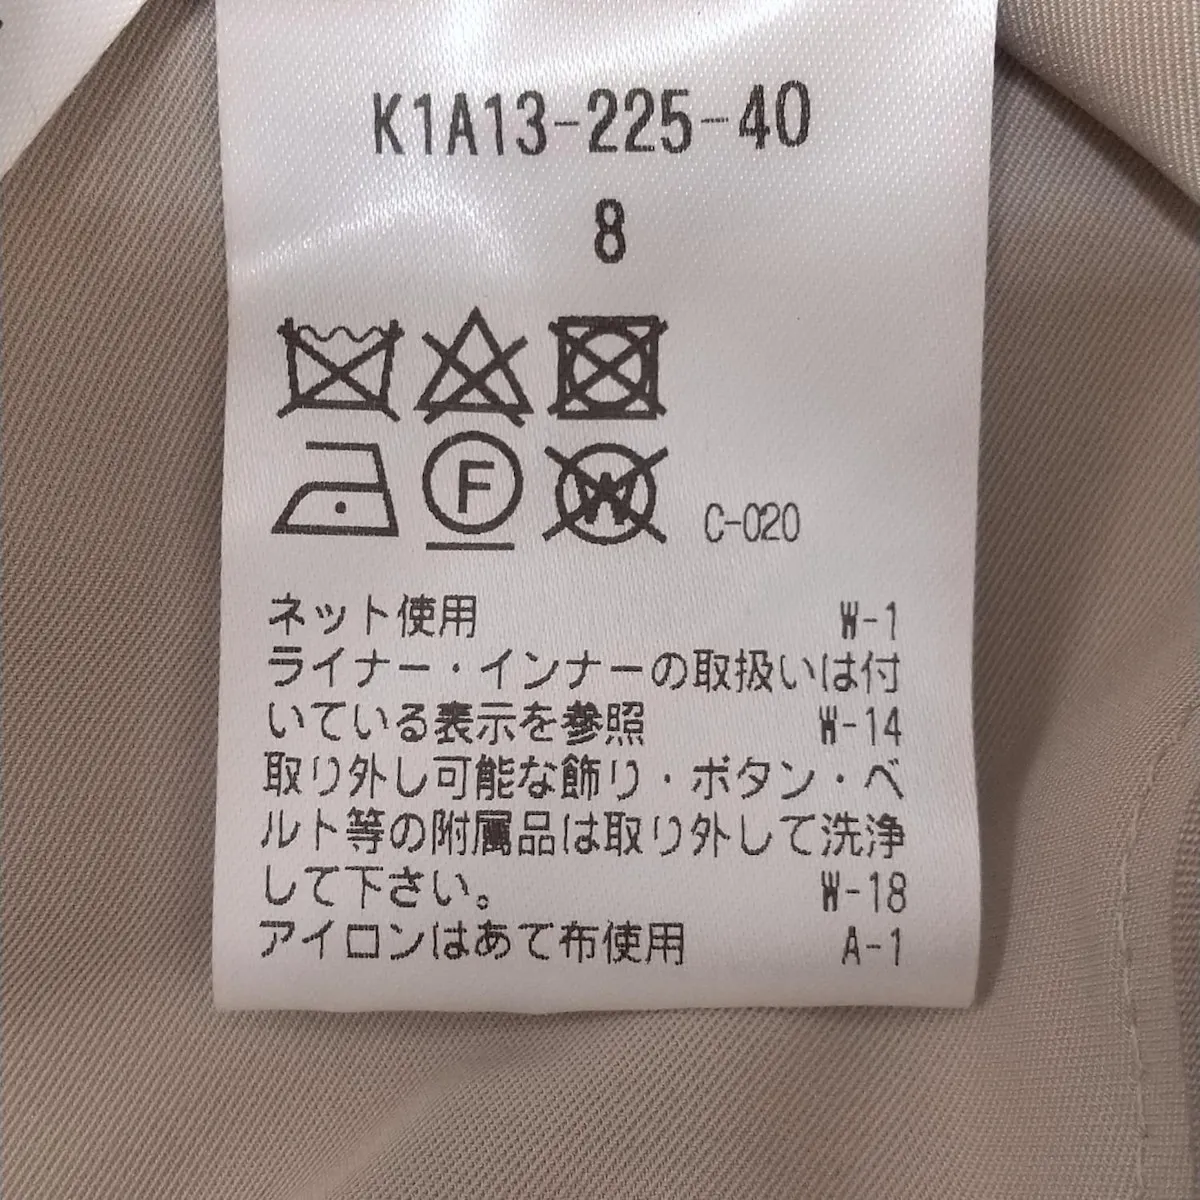 K1A13-225-40
8
F
W
C-020
ネット使用 W-1
ライナー・インナーの取扱いは付
いている表示を参照 W-14
取り外し可能な飾り・ボタン・ベ
ルト等の附属品は取り外して洗浄
して下さい。 W-18
アイロンはあて布使用 A-1